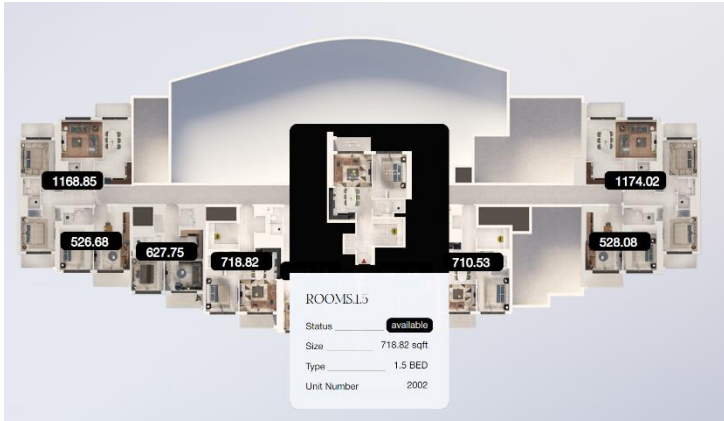 1168.85
1174.02
526.68
627.75
718.82
710.53
528.08
ROOMS.1.5
Status available
Size 718.82 sqft
Type 1.5 BED
Unit Number 2002